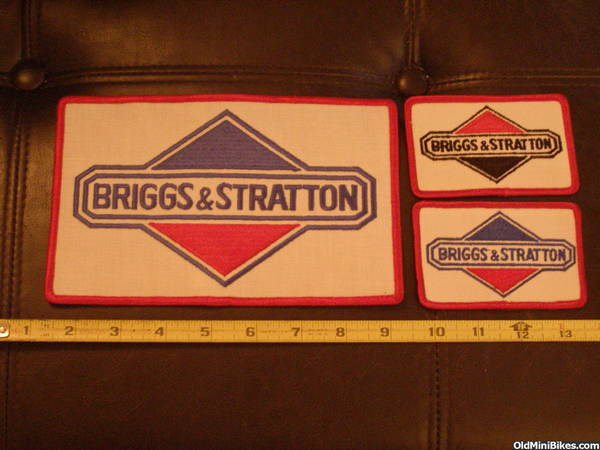 BRIGGS & STRATTON
BRIGGS & STRATTON
BRIGGS & STRATTON
1 2 3 4 5 6 7 8 9 10 11 12 13
OldMiniBikes.com